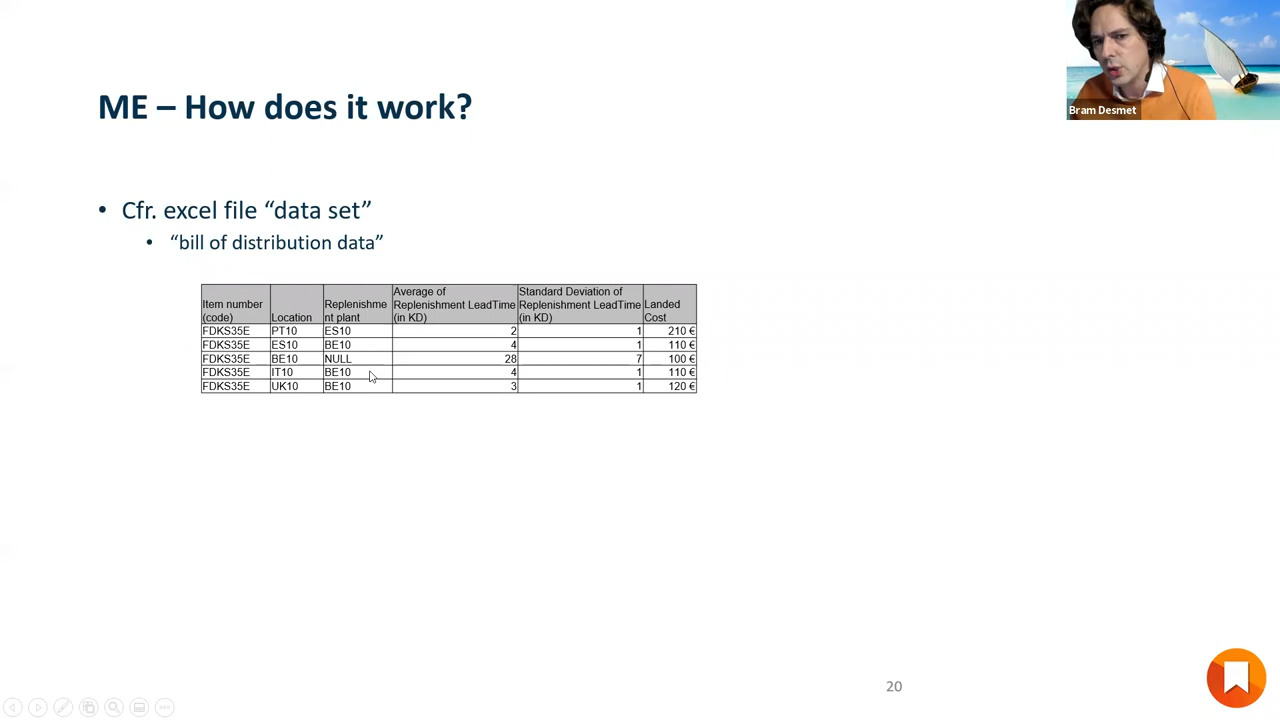 Bram Desmet
ME – How does it work?
• Cfr. excel file “data set”
• “bill of distribution data”
Item number (code) Location Replenishme nt plant Average of Replenishment LeadTime (in KD) Standard Deviation of Replenishment LeadTime (in KD) Landed Cost
FDKS35E PT10 ES10 2 1 210 €
FDKS35E ES10 BE10 4 1 110 €
FDKS35E BE10 NULL 28 7 100 €
FDKS35E IT10 BE10 4 1 110 €
FDKS35E UK10 BE10 3 1 120 €
20